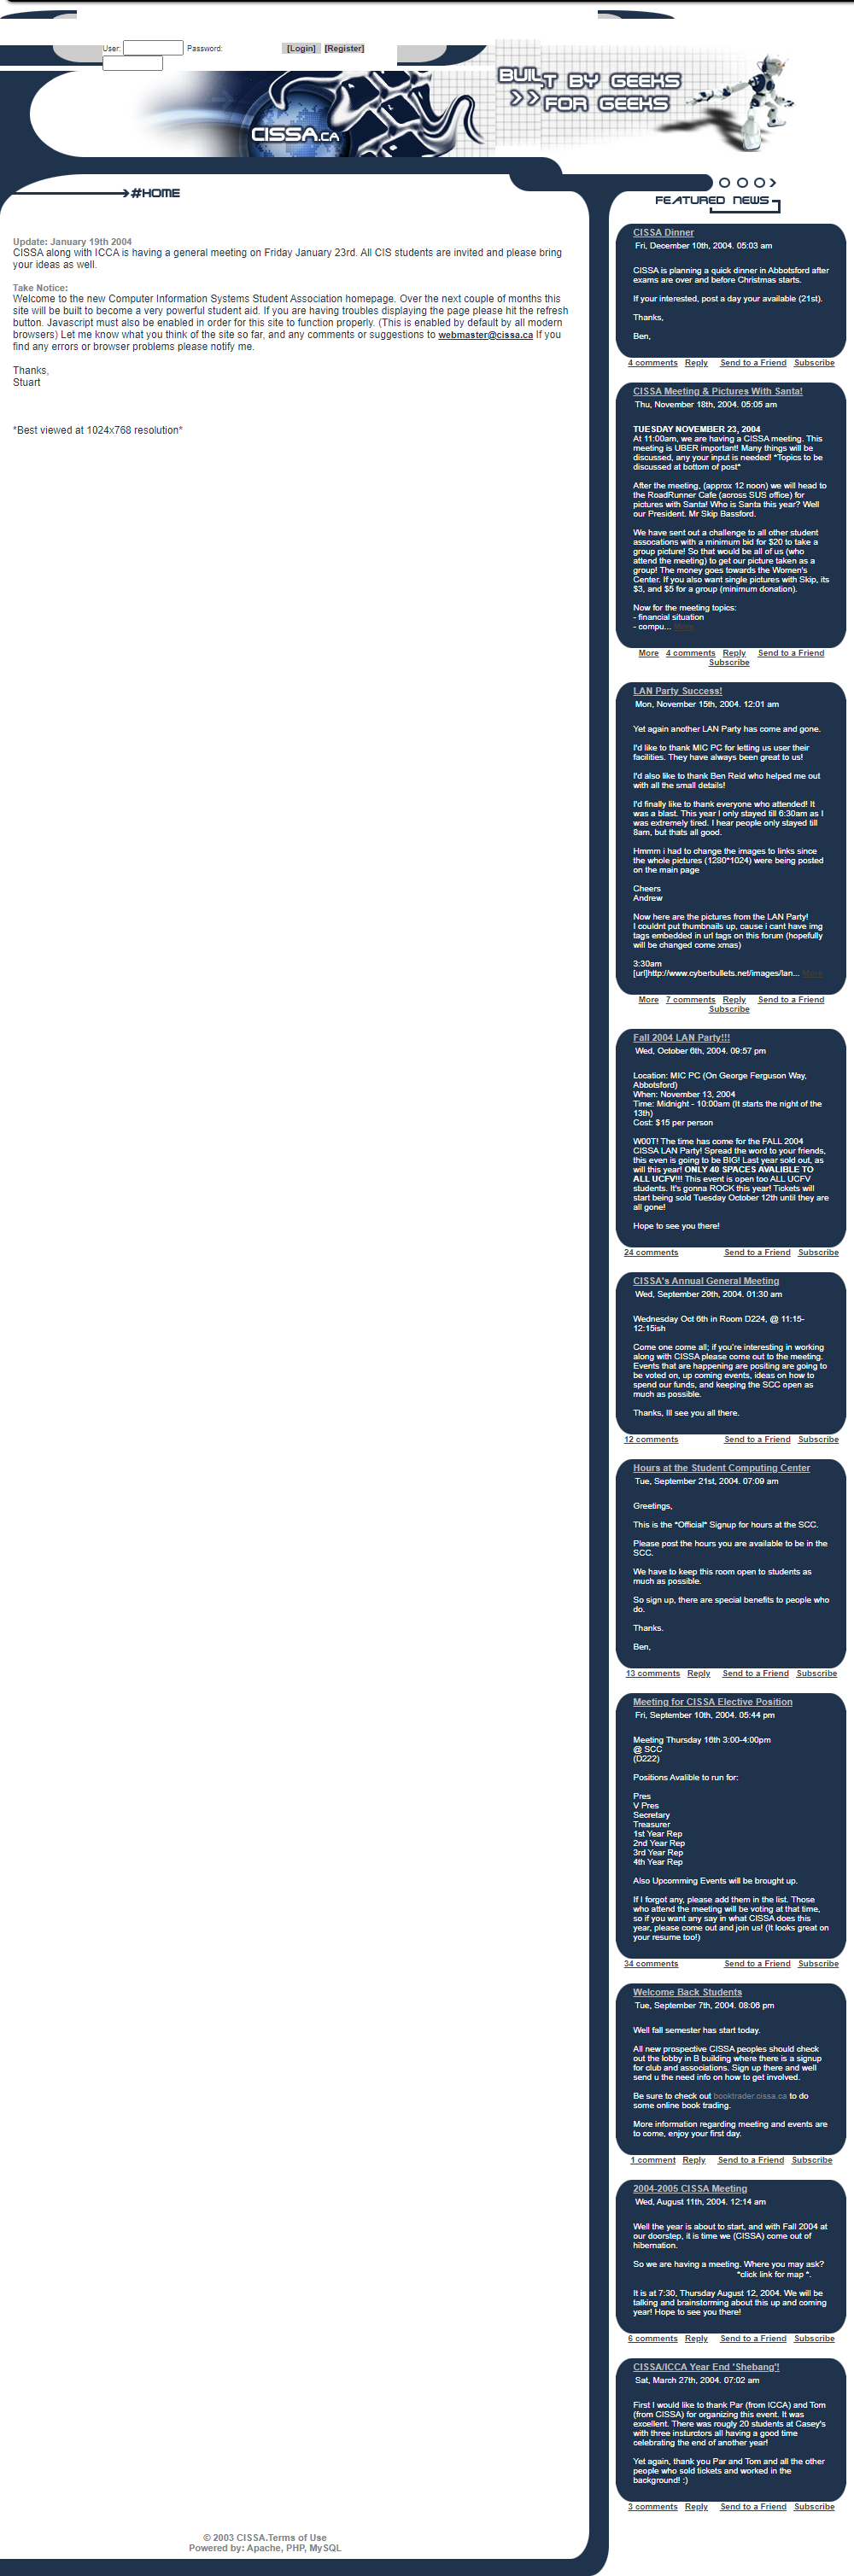 User: Password: [Login] [Register]
BUILT BY GEEKS
>> FOR GEEKS
CISSA.CA
#HOME
Update: January 19th 2004
CISSA along with ICCA is having a general meeting on Friday January 23rd. All CIS students are invited and please bring
your ideas as well.
Take Notice:
Welcome to the new Computer Information Systems Student Association homepage. Over the next couple of months this
site will be built to become a very powerful student aid. If you are having troubles displaying the page please hit the refresh
button. Javascript must also be enabled in order for this site to function properly. (This is enabled by default by all modern
browsers) Let me know what you think of the site so far, and any comments or suggestions to webmaster@cissa.ca If you
find any errors or browser problems please notify me.
Thanks,
Stuart
*Best viewed at 1024x768 resolution*
FEATURED NEWS
CISSA Dinner
Fri, December 10th, 2004. 05:03 am
CISSA is planning a quick dinner in Abbotsford after
exams are over and before Christmas starts.
If your interested, post a day your available (21st).
Thanks,
Ben,
4 comments Reply Send to a Friend Subscribe
CISSA Meeting & Pictures With Santa!
Thu, November 18th, 2004. 05:05 am
TUESDAY NOVEMBER 23, 2004
At 11:00am, we are having a CISSA meeting. This
meeting is UBER important! Many things will be
discussed, any your input is needed! *Topics to be
discussed at bottom of post*
After the meeting, (approx 12 noon) we will head to
the RoadRunner Cafe (across SUS office) for
pictures with Santa! Who is Santa this year? Well
our President. Mr Skip Bassford.
We have sent out a challenge to all other student
assocations with a minimum bid for $20 to take a
group picture! So that would be all of us (who
attend the meeting) to get our picture taken as a
group! The money goes towards the Women's
Center. If you also want single pictures with Skip, its
$3, and $5 for a group (minimum donation).
Now for the meeting topics:
- financial situation
- compu... More
More 4 comments Reply Send to a Friend
Subscribe
LAN Party Success!
Mon, November 15th, 2004. 12:01 am
Yet again another LAN Party has come and gone.
I'd like to thank MIC PC for letting us user their
facilities. They have always been great to us!
I'd also like to thank Ben Reid who helped me out
with all the small details!
I'd finally like to thank everyone who attended! It
was a blast. This year I only stayed till 6:30am as I
was extremely tired. I hear people only stayed till
8am, but thats all good.
Hmmm i had to change the images to links since
the whole pictures (1280*1024) were being posted
on the main page
Cheers
Andrew
Now here are the pictures from the LAN Party!
I couldnt put thumbnails up, cause i cant have img
tags embedded in url tags on this forum (hopefully
will be changed come xmas)
3:30am
[url]http://www.cyberbullets.net/images/lan... More
More 7 comments Reply Send to a Friend
Subscribe
Fall 2004 LAN Party!!!
Wed, October 6th, 2004. 09:57 pm
Location: MIC PC (On George Ferguson Way,
Abbotsford)
When: November 13, 2004
Time: Midnight - 10:00am (It starts the night of the
13th)
Cost: $15 per person
W00T! The time has come for the FALL 2004
CISSA LAN Party! Spread the word to your friends,
this even is going to be BIG! Last year sold out, as
will this year! ONLY 40 SPACES AVALIBLE TO
ALL UCFV!!! This event is open too ALL UCFV
students. It's gonna ROCK this year! Tickets will
start being sold Tuesday October 12th until they are
all gone!
Hope to see you there!
24 comments Send to a Friend Subscribe
CISSA's Annual General Meeting
Wed, September 29th, 2004. 01:30 am
Wednesday Oct 6th in Room D224, @ 11:15-
12:15ish
Come one come all; if you're interesting in working
along with CISSA please come out to the meeting.
Events that are happening are positing are going to
be voted on, up coming events, ideas on how to
spend our funds, and keeping the SCC open as
much as possible.
Thanks, Ill see you all there.
12 comments Send to a Friend Subscribe
Hours at the Student Computing Center
Tue, September 21st, 2004. 07:09 am
Greetings,
This is the *Official* Signup for hours at the SCC.
Please post the hours you are available to be in the
SCC.
We have to keep this room open to students as
much as possible.
So sign up, there are special benefits to people who
do.
Thanks.
Ben,
13 comments Reply Send to a Friend Subscribe
Meeting for CISSA Elective Position
Fri, September 10th, 2004. 05:44 pm
Meeting Thursday 16th 3:00-4:00pm
@ SCC
(D222)
Positions Avalible to run for:
Pres
V Pres
Secretary
Treasurer
1st Year Rep
2nd Year Rep
3rd Year Rep
4th Year Rep
Also Upcomming Events will be brought up.
If I forgot any, please add them in the list. Those
who attend the meeting will be voting at that time,
so if you want any say in what CISSA does this
year, please come out and join us! (It looks great on
your resume too!)
34 comments Send to a Friend Subscribe
Welcome Back Students
Tue, September 7th, 2004. 08:06 pm
Well fall semester has start today.
All new prospective CISSA peoples should check
out the lobby in B building where there is a signup
for club and associations. Sign up there and well
send u the need info on how to get involved.
Be sure to check out booktrader.cissa.ca to do
some online book trading.
More information regarding meeting and events are
to come, enjoy your first day.
1 comment Reply Send to a Friend Subscribe
2004-2005 CISSA Meeting
Wed, August 11th, 2004. 12:14 am
Well the year is about to start, and with Fall 2004 at
our doorstep, it is time we (CISSA) come out of
hibernation.
So we are having a meeting. Where you may ask?
*click link for map *.
It is at 7:30, Thursday August 12, 2004. We will be
talking and brainstorming about this up and coming
year! Hope to see you there!
6 comments Reply Send to a Friend Subscribe
CISSA/ICCA Year End 'Shebang'!
Sat, March 27th, 2004. 07:02 am
First I would like to thank Par (from ICCA) and Tom
(from CISSA) for organizing this event. It was
excellent. There was rougly 20 students at Casey's
with three insturctors all having a good time
celebrating the end of another year!
Yet again, thank you Par and Tom and all the other
people who sold tickets and worked in the
background! :)
3 comments Reply Send to a Friend Subscribe
© 2003 CISSA.Terms of Use
Powered by: Apache, PHP, MySQL